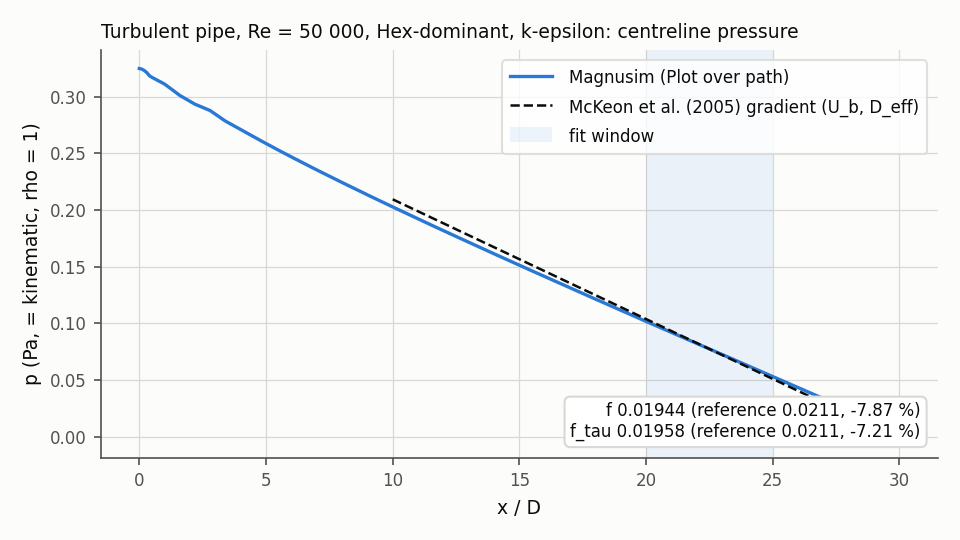 Turbulent pipe, Re = 50 000, Hex-dominant, k-epsilon: centreline pressure
Magnusim (Plot over path)
McKeon et al. (2005) gradient (U_b, D_eff)
fit window
p (Pa, = kinematic, rho = 1)
0.30
0.25
0.20
0.15
0.10
0.05
0.00
f 0.01944 (reference 0.0211, -7.87 %)
f_tau 0.01958 (reference 0.0211, -7.21 %)
0 5 10 15 20 25 30
x / D